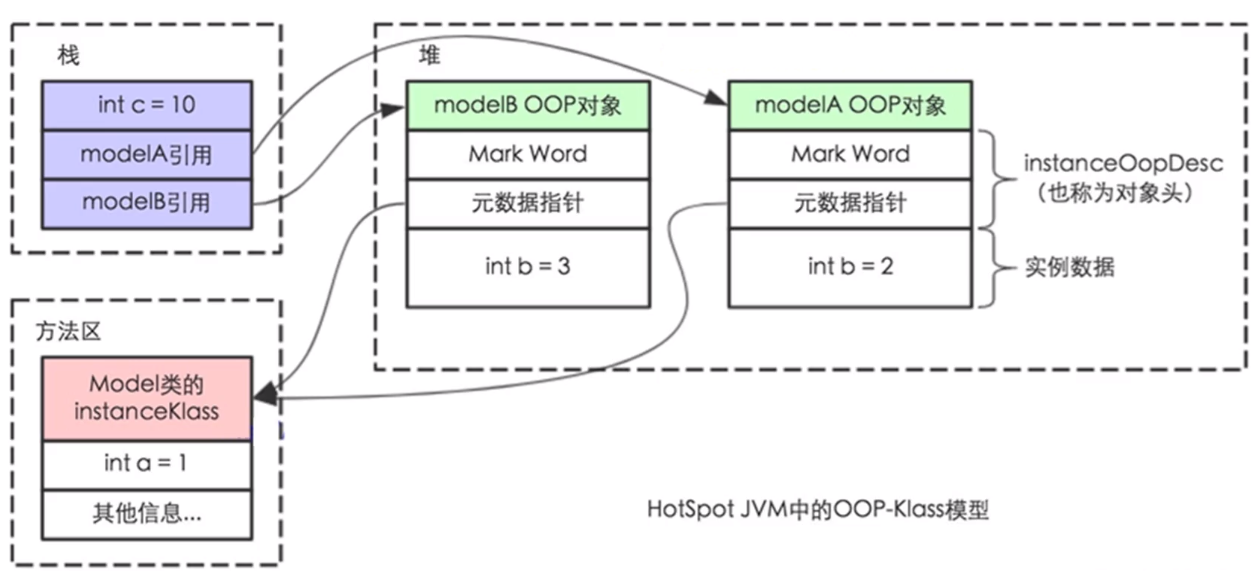 栈
int c = 10
modelA引用
modelB引用
堆
modelB OOP对象
Mark Word
元数据指针
int b = 3
modelA OOP对象
Mark Word
元数据指针
int b = 2
instanceOopDesc
（也称为对象头）
实例数据
方法区
Model类的
instanceKlass
int a = 1
其他信息...
HotSpot JVM中的OOP-Klass模型